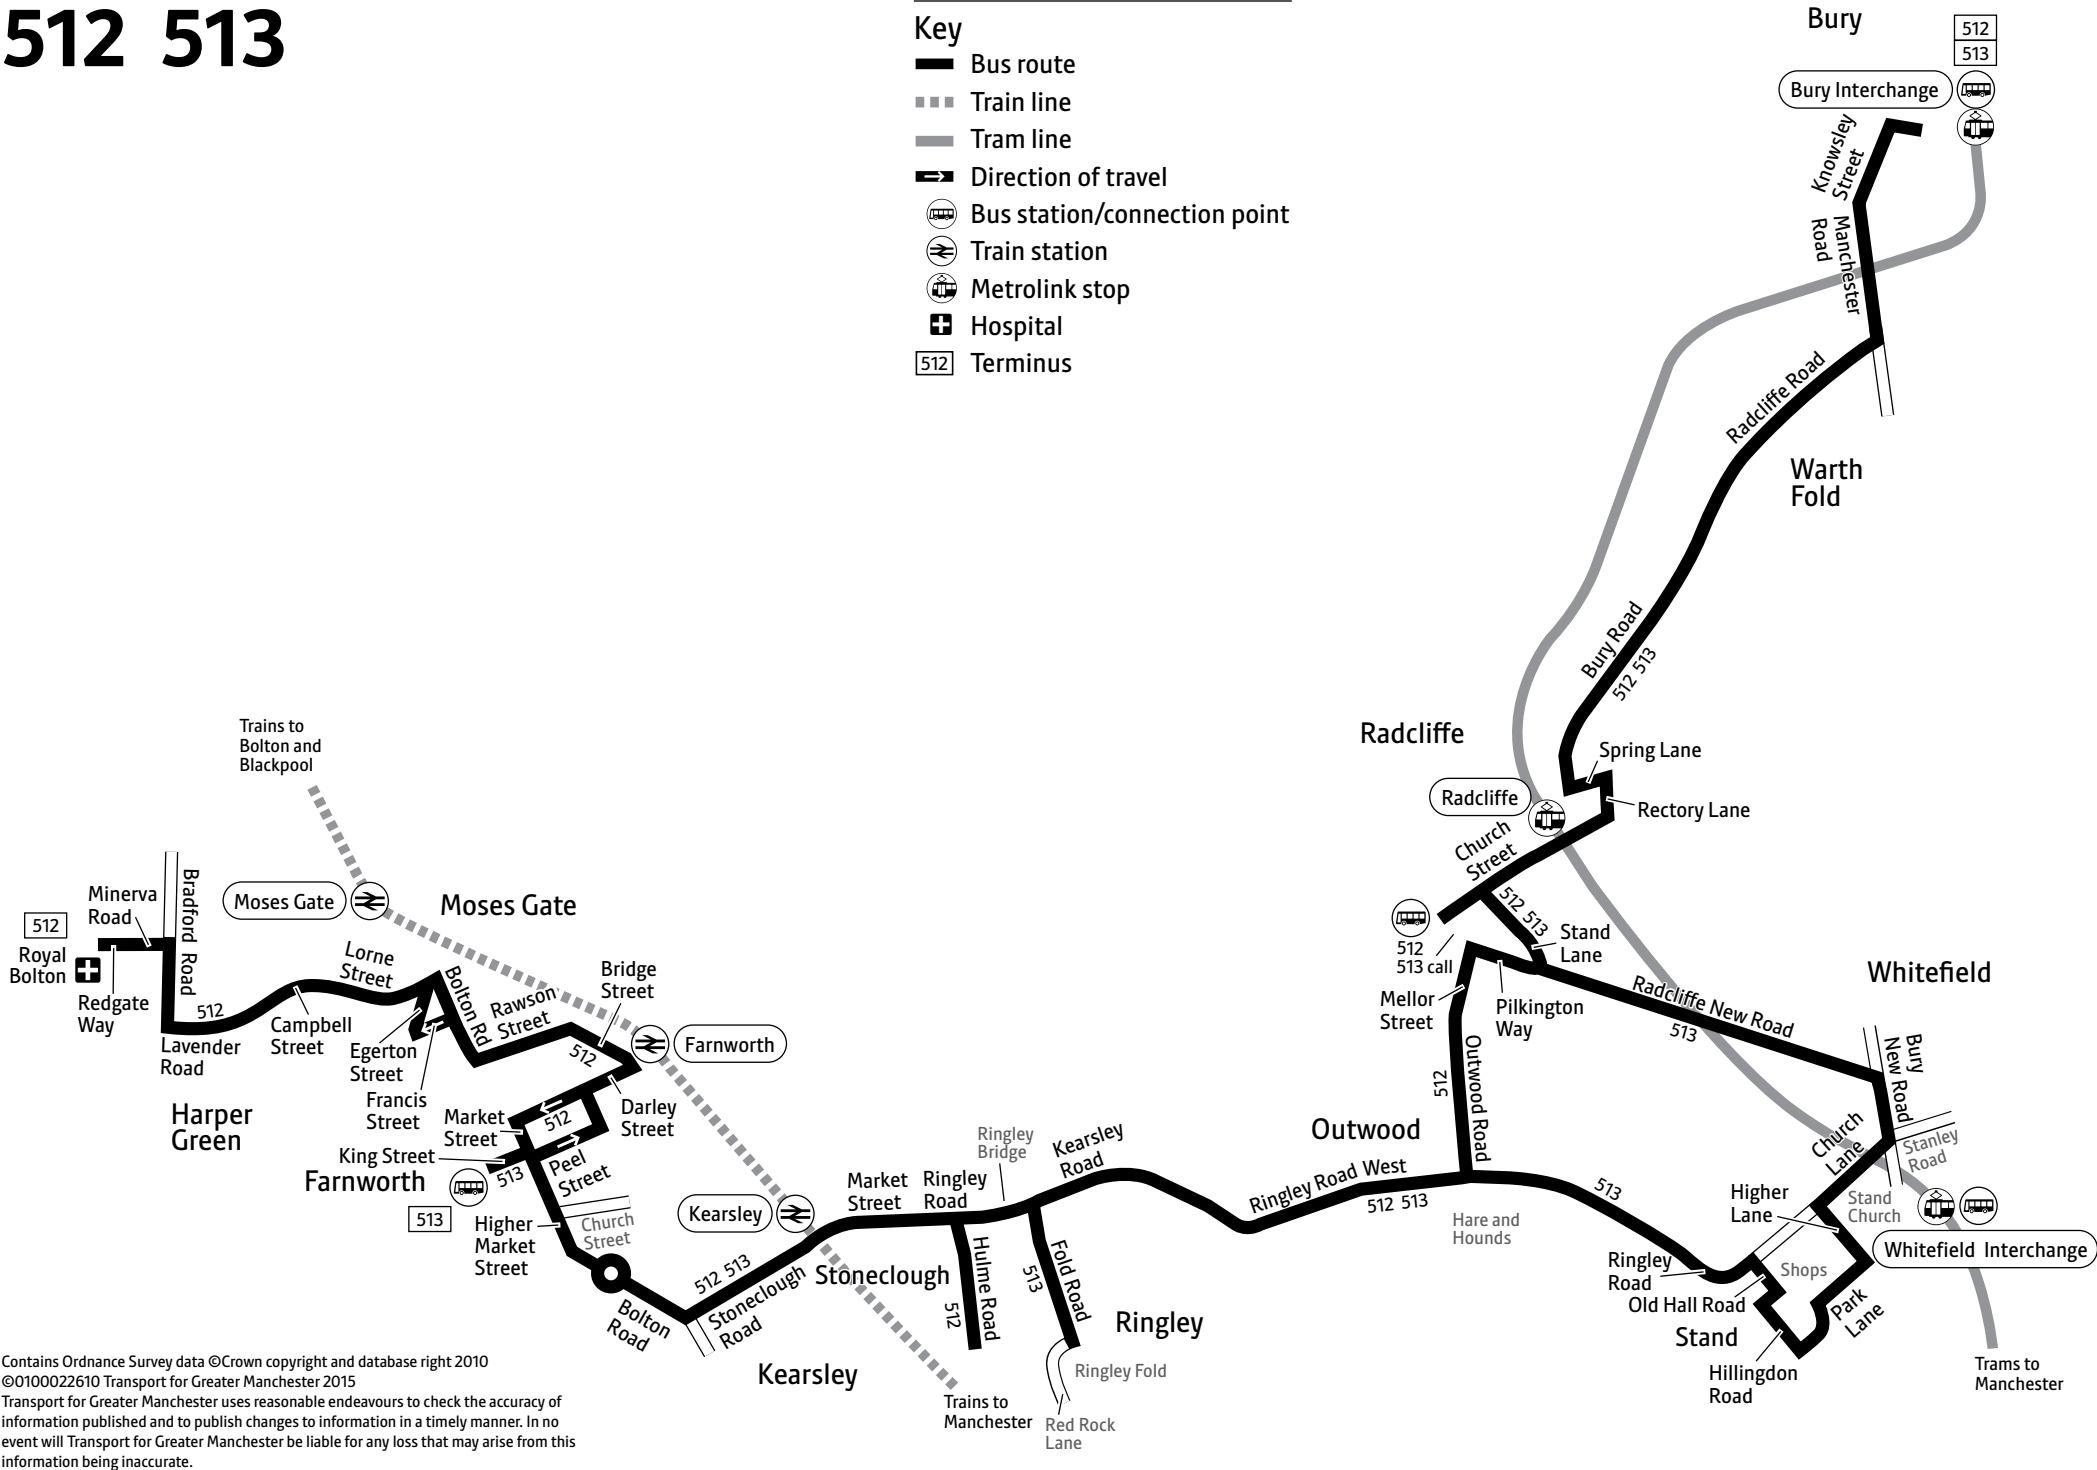 512 513
Key
Bus route
Train line
Tram line
Direction of travel
Bus station/connection point
Train station
Metrolink stop
Hospital
512
Terminus
Bury
512
513
Bury Interchange
Knowsley
Street
Manchester
Road
Radcliffe Road
Warth
Fold
Bury Road
512 513
Radcliffe
Spring Lane
Radcliffe
Rectory Lane
Church
Street
512 513
512
513 call
Stand
Lane
Mellor
Street
Pilkington
Way
Radcliffe New Road
513
Whitefield
Bury
New Road
Outwood Road
512
Outwood
Church
Lane
Stanley
Road
Higher
Lane
Stand
Church
Whitefield Interchange
Ringley Road West
512 513
Hare and
Hounds
513
Ringley
Road
Shops
Old Hall Road
Park
Lane
Stand
Hillingdon
Road
Trams to
Manchester
Trains to
Bolton and
Blackpool
Minerva
Road
Bradford Road
Moses Gate
Moses Gate
512
Royal
Bolton
Redgate
Way
512
Lavender
Road
Lorne
Street
Campbell
Street
Bolton Rd
Rawson
Street
Bridge
Street
512
Farnworth
Egerton
Street
Francis
Street
Harper
Green
Market
Street
512
Darley
Street
King Street
Farnworth
513
Peel
Street
513
Higher
Market
Street
Church
Street
Kearsley
Market
Street
Ringley
Road
Ringley
Bridge
Kearsley
Road
512 513
Stoneclough
Road
Stoneclough
Hulme Road
512
Fold Road
513
Ringley
Bolton
Road
Kearsley
Ringley Fold
Trains to
Manchester
Red Rock
Lane
Contains Ordnance Survey data ©Crown copyright and database right 2010
©0100022610 Transport for Greater Manchester 2015
Transport for Greater Manchester uses reasonable endeavours to check the accuracy of
information published and to publish changes to information in a timely manner. In no
event will Transport for Greater Manchester be liable for any loss that may arise from this
information being inaccurate.